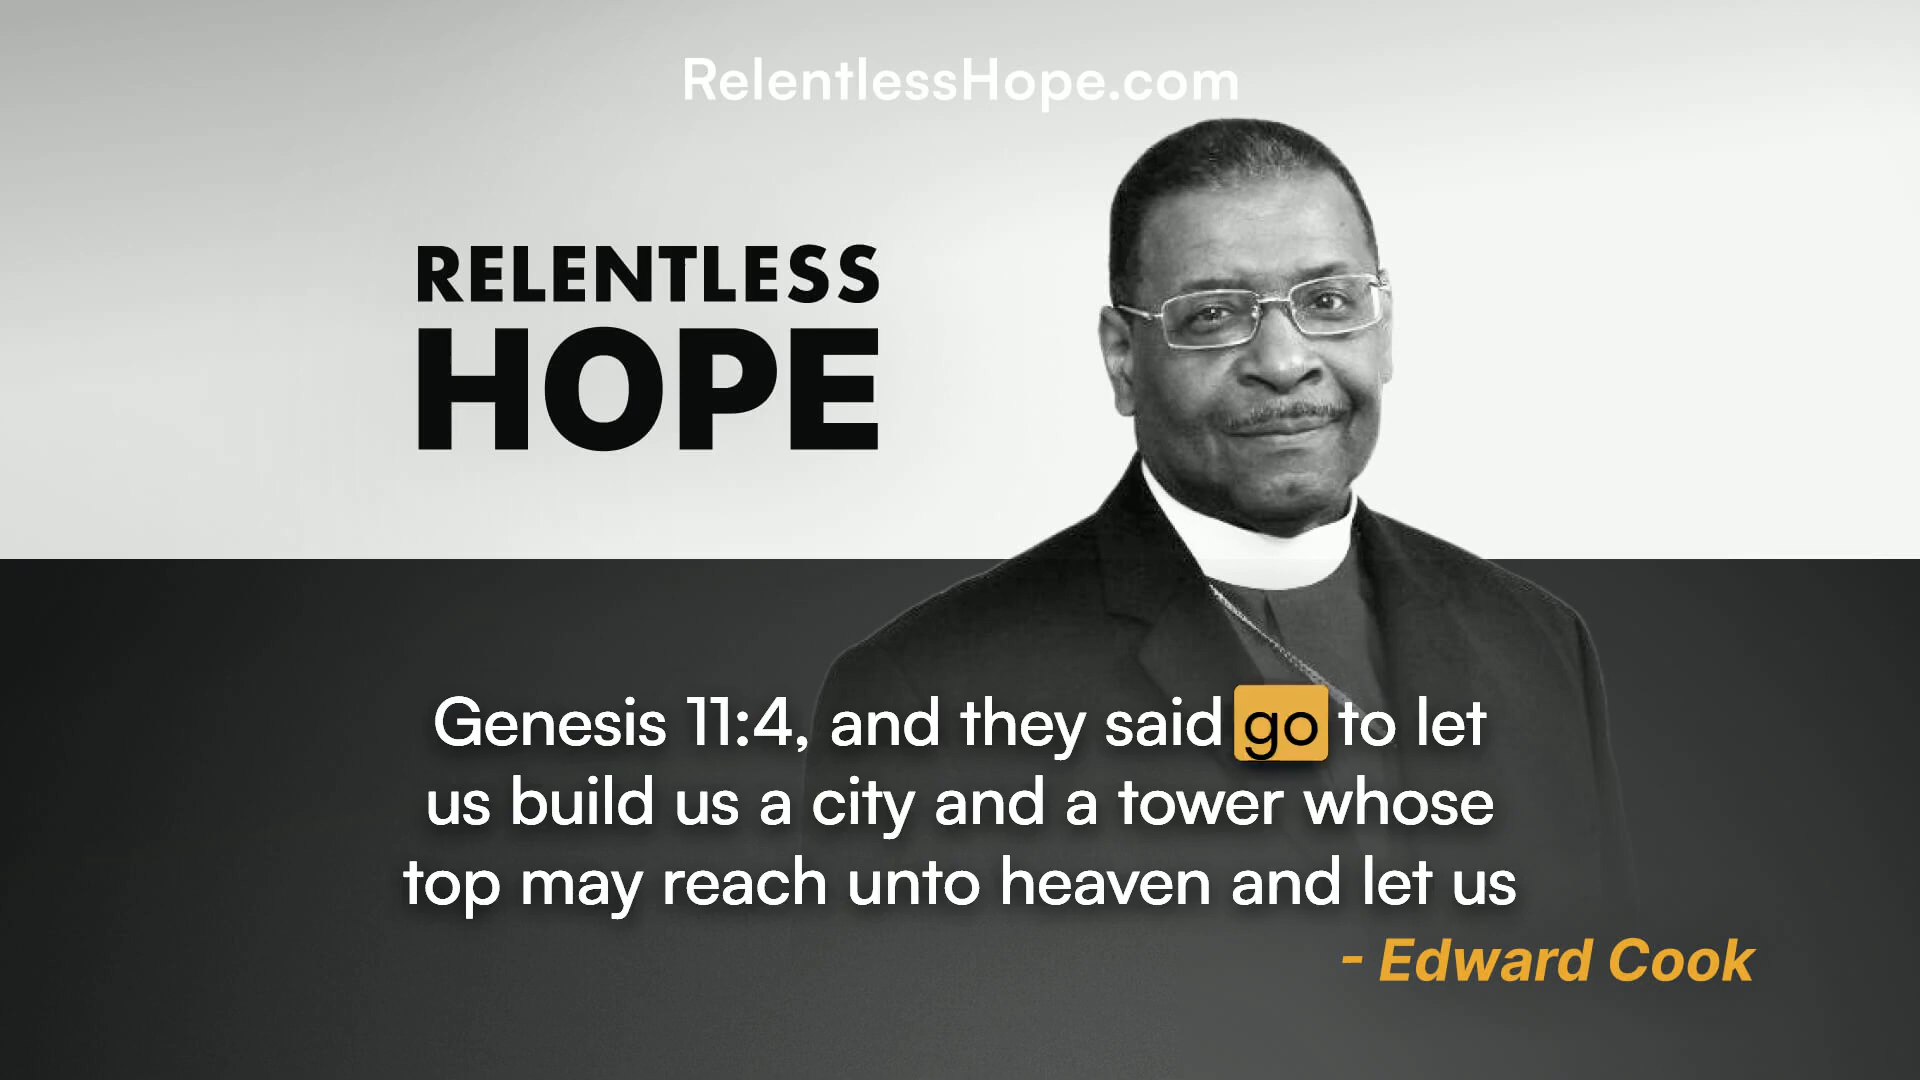 RelentlessHope.com
RELENTLESS
HOPE
Genesis 11:4, and they said go to let
us build us a city and a tower whose
top may reach unto heaven and let us
- Edward Cook